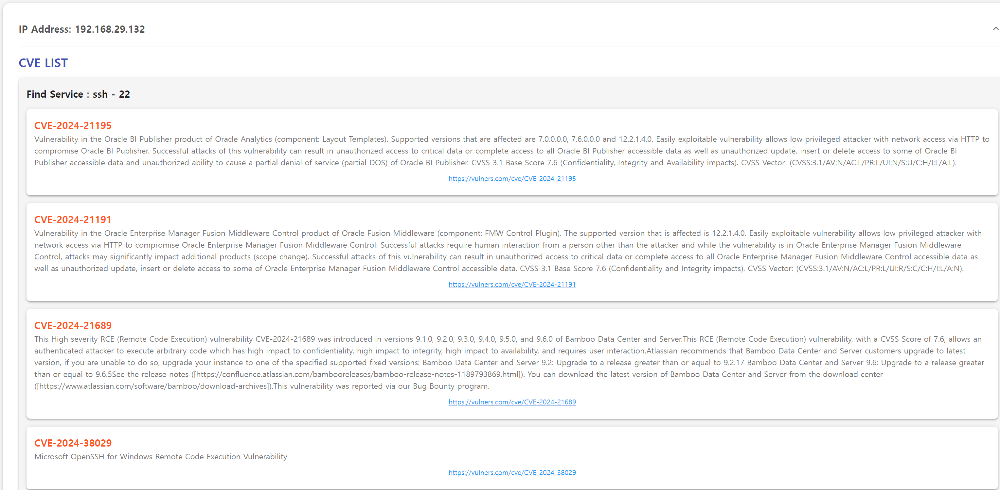 IP Address: 192.168.29.132
CVE LIST
Find Service : ssh - 22
CVE-2024-21195
Vulnerability in the Oracle BI Publisher product of Oracle Analytics (component: Layout Templates). Supported versions that are affected are 7.0.0.0.0, 7.6.0.0.0 and 12.2.1.4.0. Easily exploitable vulnerability allows low privileged attacker with network access via HTTP to
compromise Oracle BI Publisher. Successful attacks of this vulnerability can result in unauthorized access to critical data or complete access to all Oracle BI Publisher accessible data as well as unauthorized update, insert or delete access to some of Oracle BI
Publisher accessible data and unauthorized ability to cause a partial denial of service (partial DOS) of Oracle BI Publisher. CVSS 3.1 Base Score 7.6 (Confidentiality, Integrity and Availability impacts). CVSS Vector: (CVSS:3.1/AV:N/AC:L/PR:L/UI:N/S:U/C:H/I:L/A:L).
https://vulners.com/cve/CVE-2024-21195
CVE-2024-21191
Vulnerability in the Oracle Enterprise Manager Fusion Middleware Control product of Oracle Fusion Middleware (component: FMW Control Plugin). The supported version that is affected is 12.2.1.4.0. Easily exploitable vulnerability allows low privileged attacker with
network access via HTTP to compromise Oracle Enterprise Manager Fusion Middleware Control. Successful attacks require human interaction from a person other than the attacker and while the vulnerability is in Oracle Enterprise Manager Fusion Middleware
Control, attacks may significantly impact additional products (scope change). Successful attacks of this vulnerability can result in unauthorized access to critical data or complete access to all Oracle Enterprise Manager Fusion Middleware Control accessible data as
well as unauthorized update, insert or delete access to some of Oracle Enterprise Manager Fusion Middleware Control accessible data. CVSS 3.1 Base Score 7.6 (Confidentiality and Integrity impacts). CVSS Vector: (CVSS:3.1/AV:N/AC:L/PR:L/UI:R/S:C/C:H/I:L/A:N).
https://vulners.com/cve/CVE-2024-21191
CVE-2024-21689
This High severity RCE (Remote Code Execution) vulnerability CVE-2024-21689 was introduced in versions 9.1.0, 9.2.0, 9.3.0, 9.4.0, 9.5.0, and 9.6.0 of Bamboo Data Center and Server.This RCE (Remote Code Execution) vulnerability, with a CVSS Score of 7.6, allows an
authenticated attacker to execute arbitrary code which has high impact to confidentiality, high impact to integrity, high impact to availability, and requires user interaction.Atlassian recommends that Bamboo Data Center and Server customers upgrade to latest
version, if you are unable to do so, upgrade your instance to one of the specified supported fixed versions: Bamboo Data Center and Server 9.2: Upgrade to a release greater than or equal to 9.2.17 Bamboo Data Center and Server 9.6: Upgrade to a release greater
than or equal to 9.6.5See the release notes ([https://confluence.atlassian.com/bambooreleases/bamboo-release-notes-1189793869.html]). You can download the latest version of Bamboo Data Center and Server from the download center
([https://www.atlassian.com/software/bamboo/download-archives]).This vulnerability was reported via our Bug Bounty program.
https://vulners.com/cve/CVE-2024-21689
CVE-2024-38029
Microsoft OpenSSH for Windows Remote Code Execution Vulnerability
https://vulners.com/cve/CVE-2024-38029